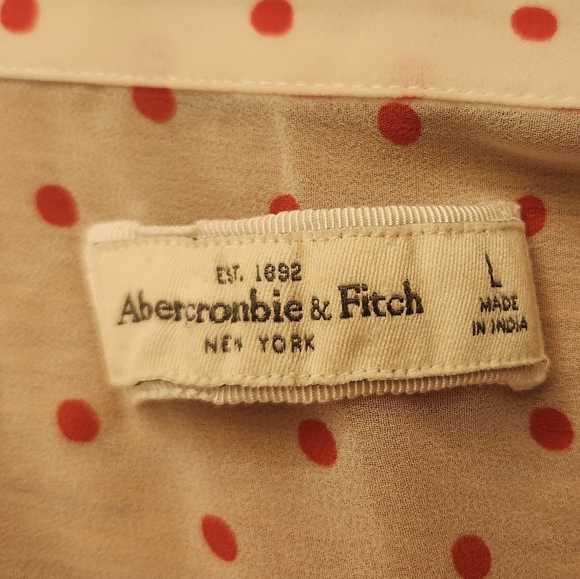 EST. 1892
Abercrombie & Fitch
NEW YORK
L
MADE
IN INDIA